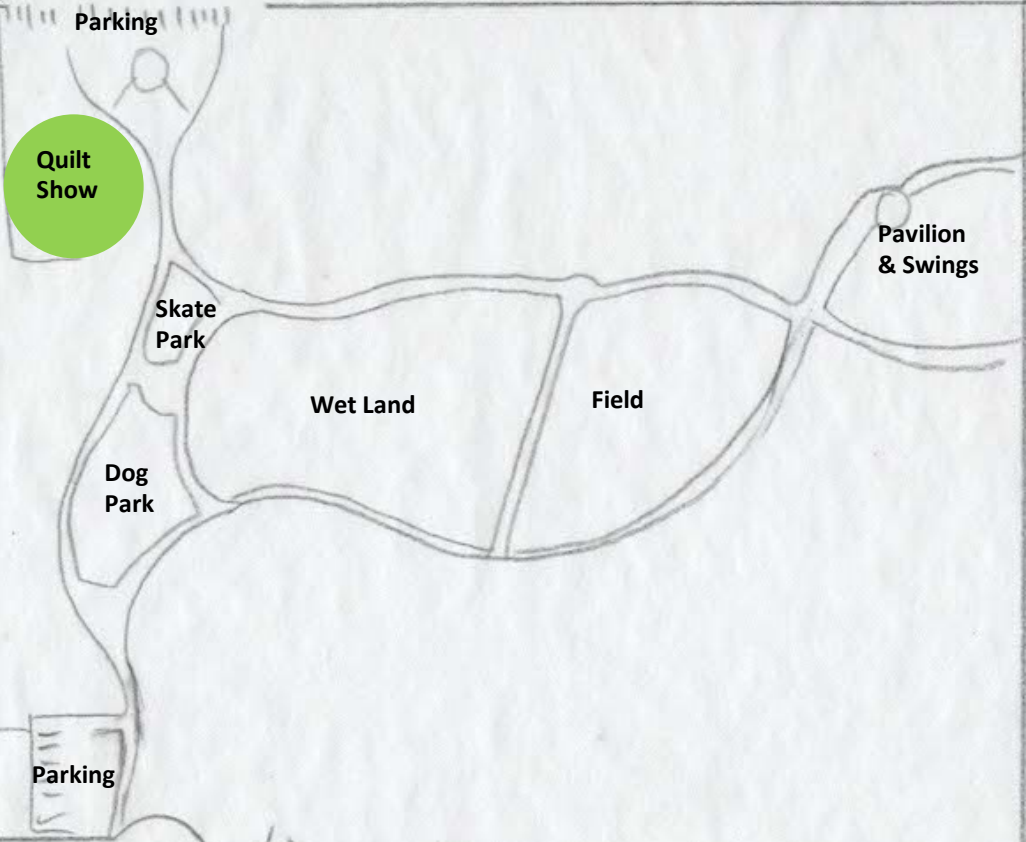 Parking
Quilt
Show
Pavilion
& Swings
Skate
Park
Wet Land
Field
Dog
Park
Parking